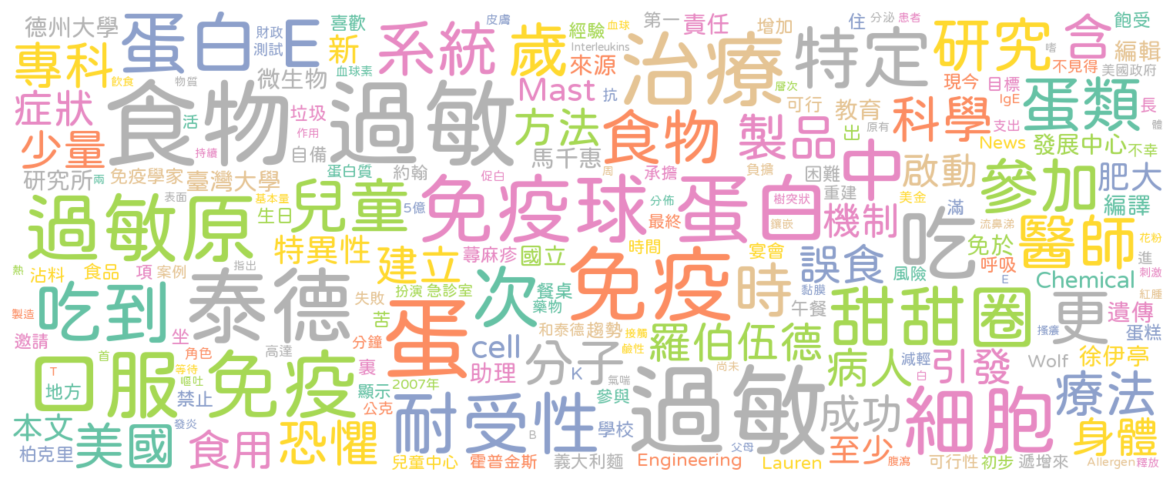 德州大學 蛋白E 財政 喜歡 皮膚 經驗 血球 第一 責任 增加 住 分泌 患者 嗜 含 飽受
專科 測試 新 系統 歲 Interleukins 來源 治療 特定 研究 編輯
飲食 物質 血球素 微生物 層次 不見得 美國政府
症狀 食物 過敏 Mast 抗 可行 教育 現今 目標 IgE 蛋類 長
少量 活 垃圾 作用 方法 食物 製品 出 原有 科學 支出 News 發展中心 不幸 體
研究所 兩 持續 自備 免疫學家 臺灣大學 蛋白質 約翰 馬千惠 促白 周 承擔 負擔 中 困難 啟動 參加 肥大
過敏原 表面 基本量 生日 兒童 5億 免疫球蛋白 分佈 最終 樹突狀 讓嵌 機制 重建 美金 滿 編譯
熱 沾料 食品 項 案例 特異性 建立 蕁麻疹 國立 時間 宴會 黏膜 誤食 風險 免於 流鼻涕 呼吸 E 吃 醫師 進 花粉 刺激
吃到 指出 泰德 失敗 扮演 急診室 次 餐桌 藥物 免疫 時 午餐 Chemical
製造 邀請 坐 分鐘 苦 蛋 和泰德 趨勢 接觸 鹼性 甜甜圈 搔癢 更 紅腫 遺傳
首 角色 高達 裏 cell 分子 羅伯伍德 減輕 蛋糕
T 地方 口服免疫 等待 嘔吐 顯示 助理 K 氣喘 尚未 病人 白 引發 Wolf 徐伊亭
禁止 2007年 參與 過敏 成功 細胞 療法
本文 發炎 公克 耐受性 學校
柏克里 美國 食用 恐懼 B 父母 至少 腹瀉 身體
兒童中心 霍普金斯 義大利麵 Engineering Lauren 可行性 初步 遞增來 Allergen 釋放